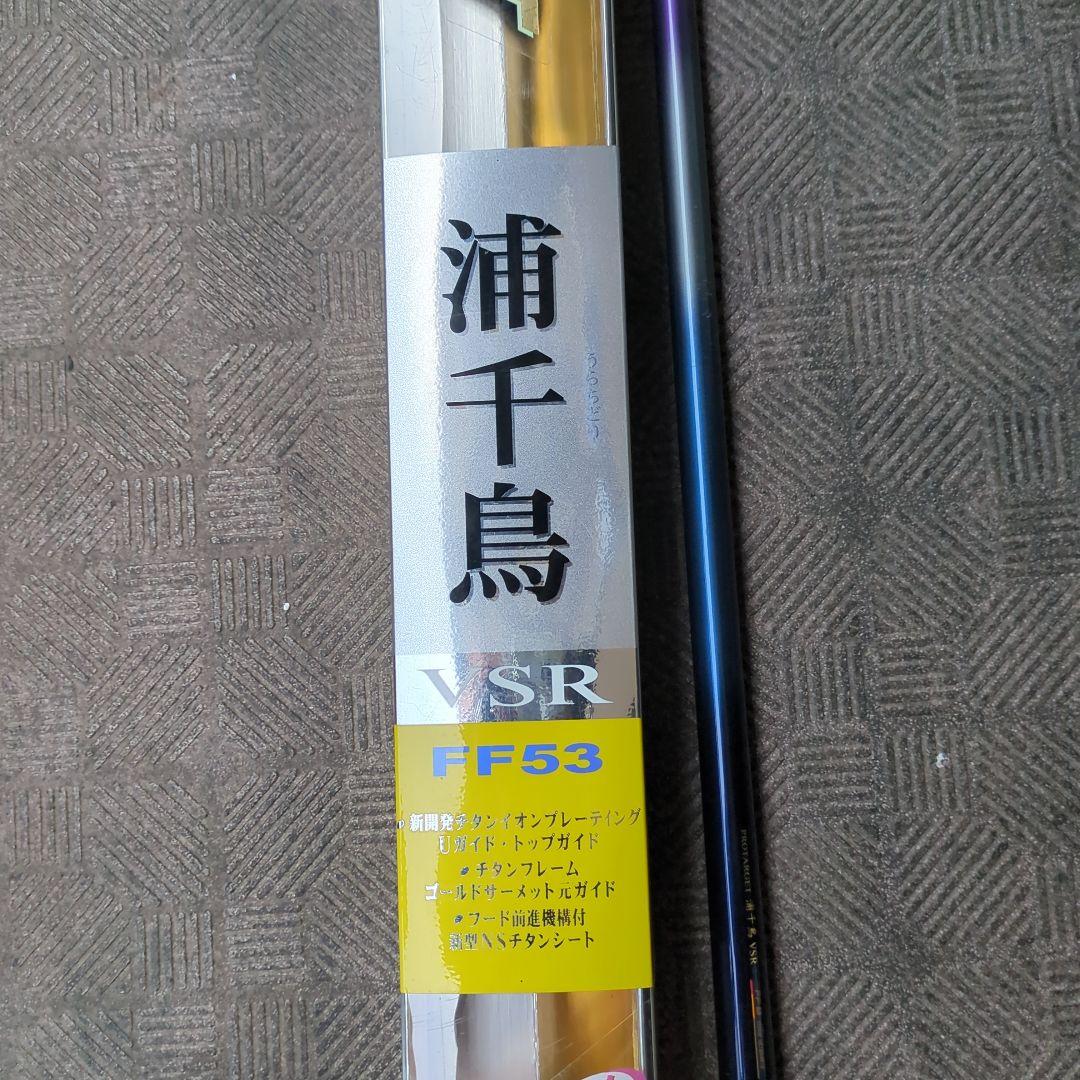 浦千鳥
うらちどり
VSR
FF53
新開発チタンイオンプレーテイング
Uガイド・トップガイド
チタンフレーム
ゴールドサーメット元ガイド
フード前進機構付
新型NSチタンシート
PROTARGET 浦千鳥 VSR